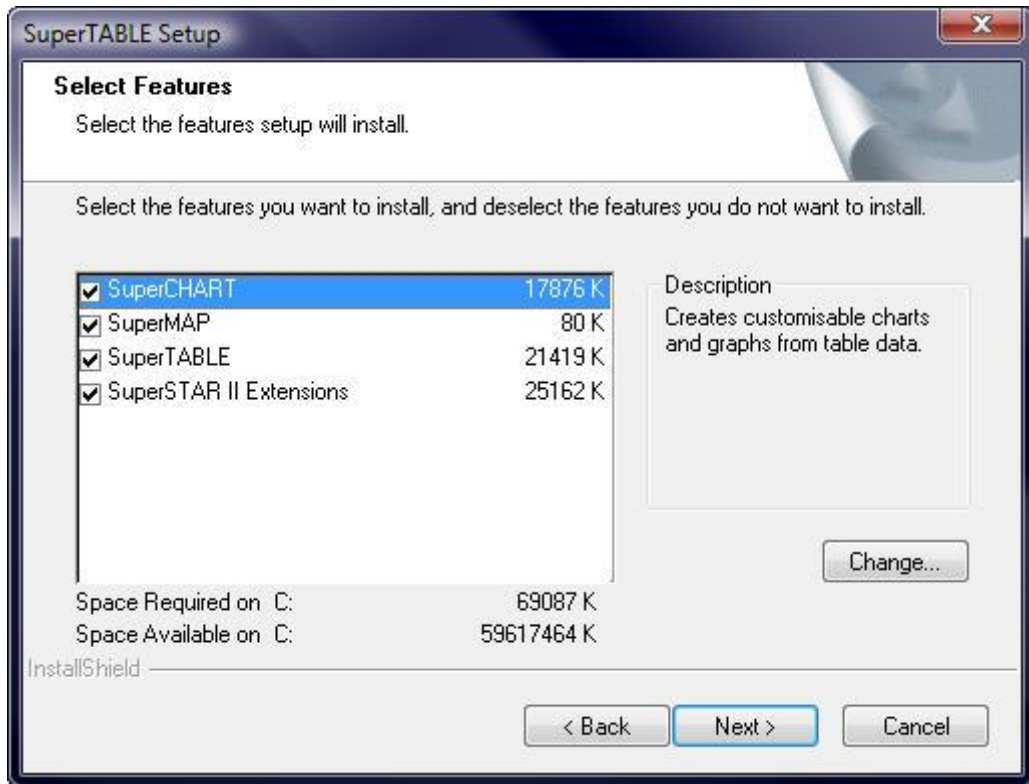 SuperTABLE Setup
Select Features
Select the features setup will install.
Select the features you want to install, and deselect the features you do not want to install.
SuperCHART 17876 K
SuperMAP 80 K
SuperTABLE 21419 K
SuperSTAR II Extensions 25162 K
Description
Creates customisable charts
and graphs from table data.
Change...
Space Required on C: 69087 K
Space Available on C: 59617464 K
InstallShield
< Back Next > Cancel